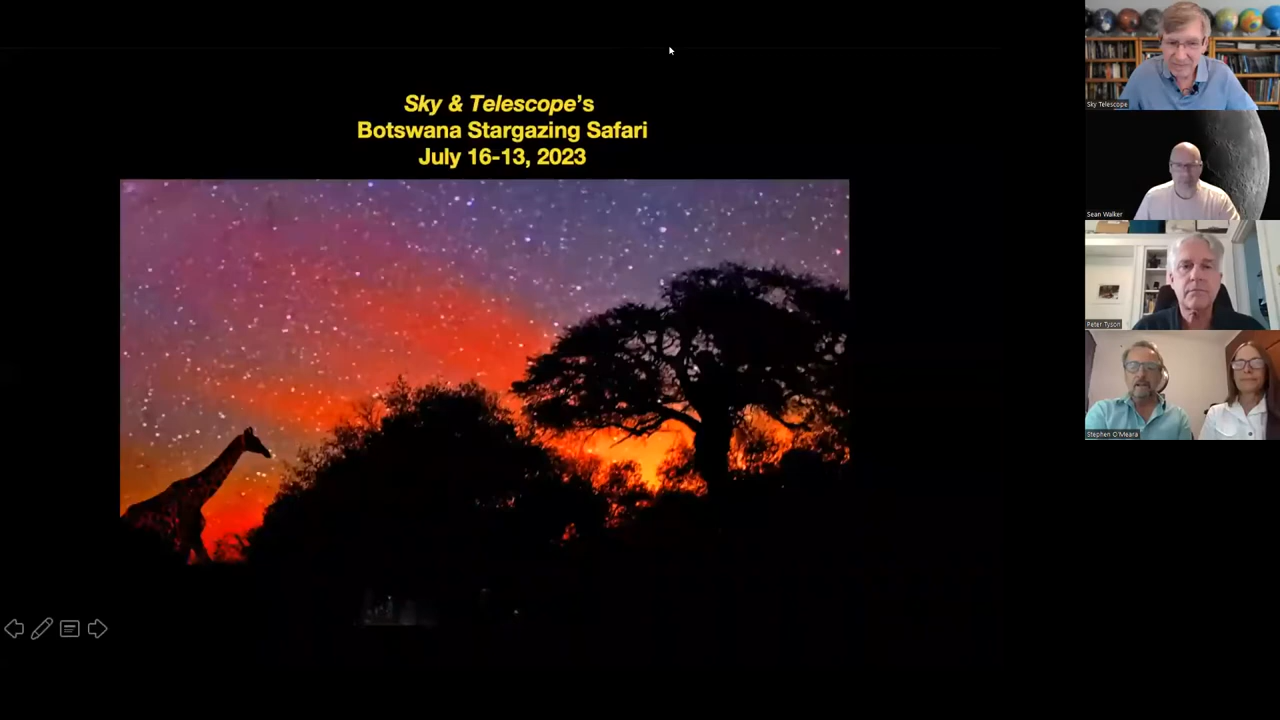 Sky & Telescope's
Botswana Stargazing Safari
July 16-13, 2023
Sky Telescope
Sean Walker
Peter Tyson
Stephen O'Meara